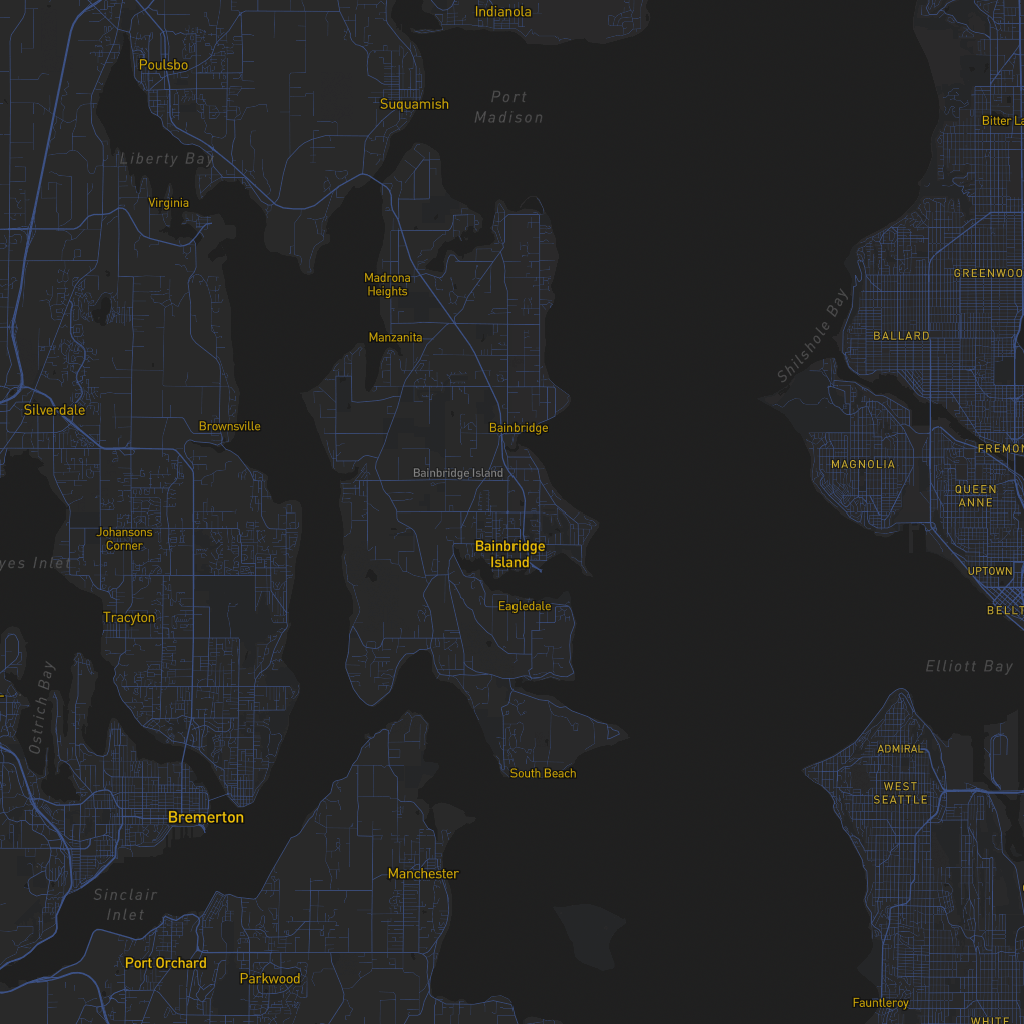 Indianola
Poulsbo
Port
Madison
Suquamish
Liberty Bay
Virginia
GREENWOO
Madrona
Heights
Manzanita
Shilshole Bay
BALLARD
Silverdale
Brownsville
Bainbridge
FREMON
MAGNOLIA
Bainbridge Island
QUEEN
ANNE
Johansons
Corner
Bainbridge
Island
yes Inlet
UPTOWN
Eagledale
BELLT
Tracyton
Elliott Bay
Ostrich Bay
ADMIRAL
South Beach
WEST
SEATTLE
Bremerton
Manchester
Sinclair
Inlet
Port Orchard
Parkwood
Fauntleroy
WHITE